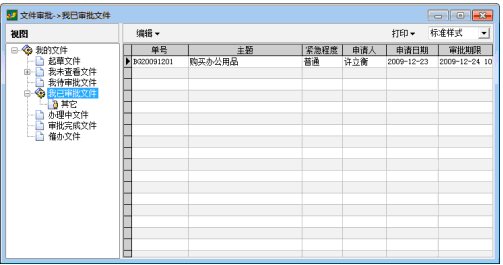 文件审批->我已审批文件
视图
编辑
打印 标准样式
我的文件
起草文件
我未查看文件
我待审批文件
我已审批文件
其它
办理中文件
审批完成文件
催办文件
单号 主题 紧急程度 申请人 申请日期 审批期限
BG20091201 购买办公用品 普通 许立衡 2009-12-23 2009-12-24 10